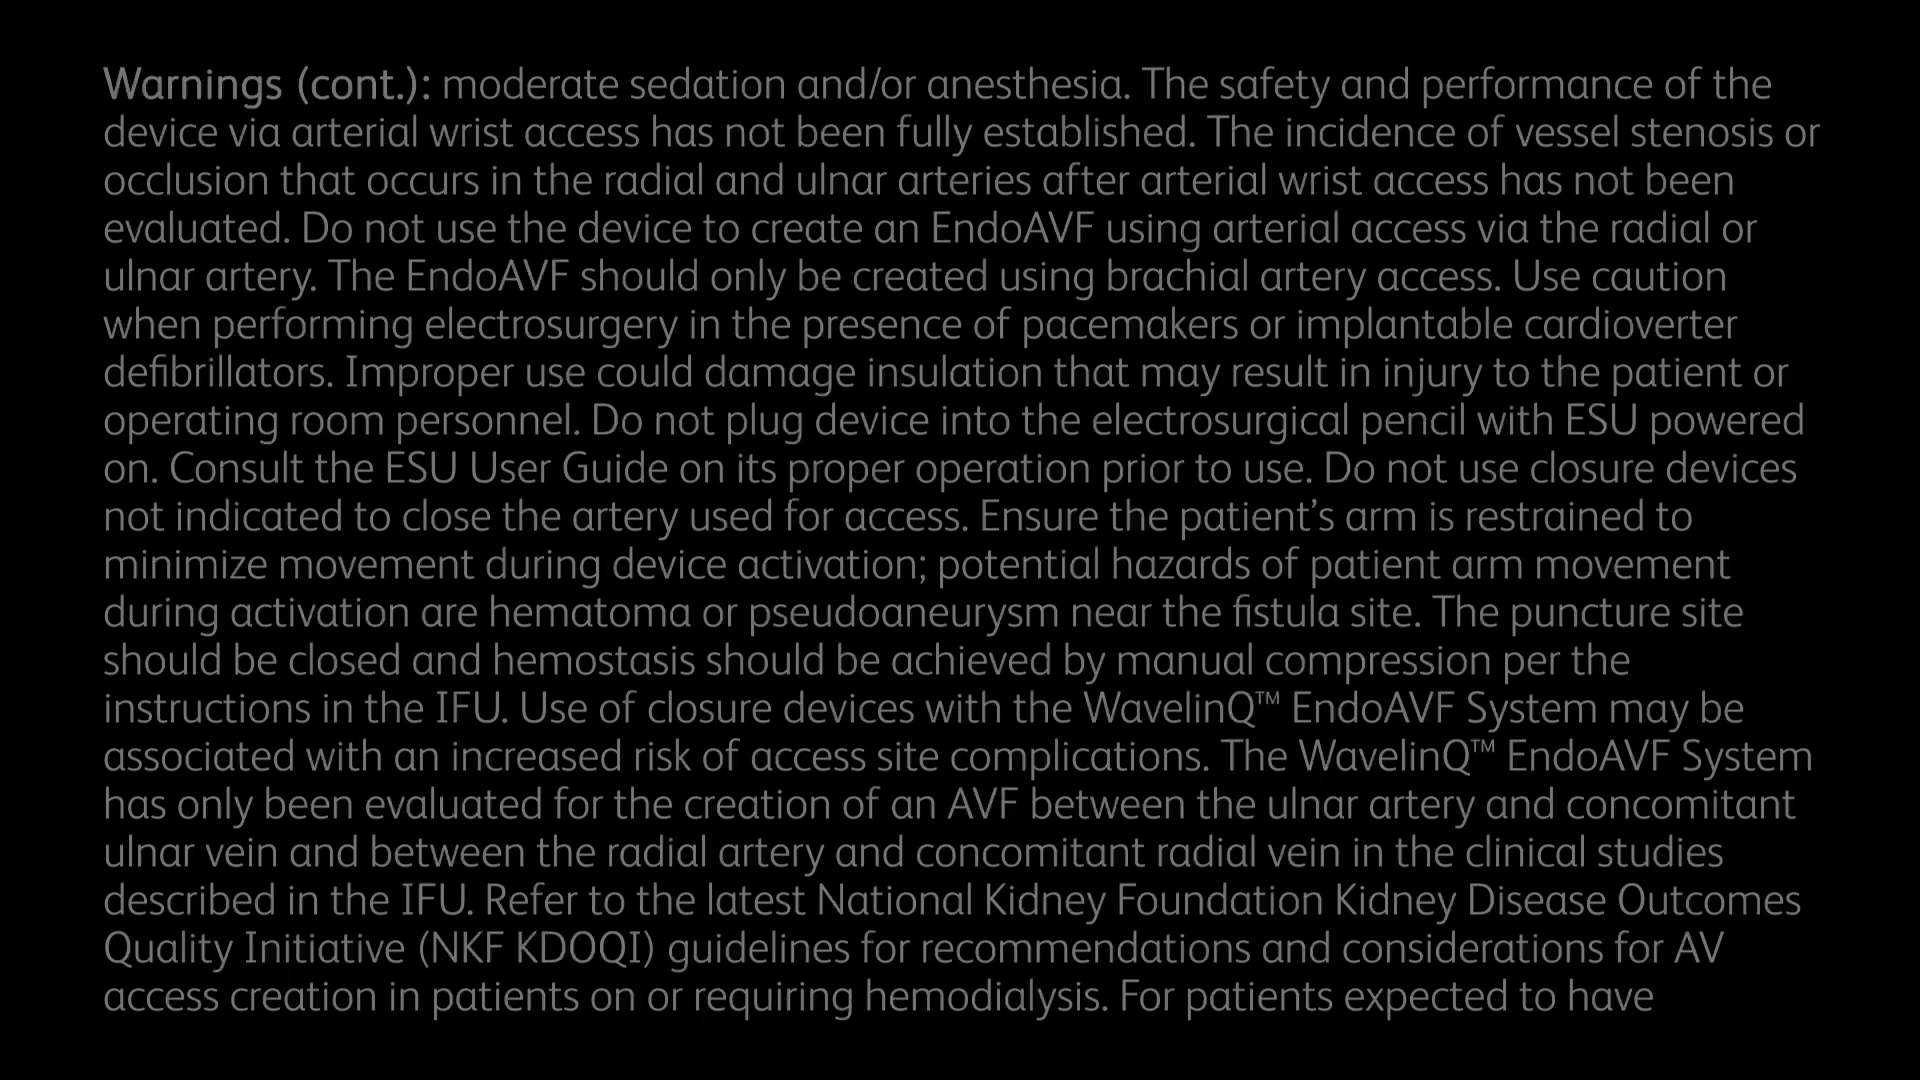 Warnings (cont.): moderate sedation and/or anesthesia. The safety and performance of the
device via arterial wrist access has not been fully established. The incidence of vessel stenosis or
occlusion that occurs in the radial and ulnar arteries after arterial wrist access has not been
evaluated. Do not use the device to create an EndoAVF using arterial access via the radial or
ulnar artery. The EndoAVF should only be created using brachial artery access. Use caution
when performing electrosurgery in the presence of pacemakers or implantable cardioverter
defibrillators. Improper use could damage insulation that may result in injury to the patient or
operating room personnel. Do not plug device into the electrosurgical pencil with ESU powered
on. Consult the ESU User Guide on its proper operation prior to use. Do not use closure devices
not indicated to close the artery used for access. Ensure the patient’s arm is restrained to
minimize movement during device activation; potential hazards of patient arm movement
during activation are hematoma or pseudoaneurysm near the fistula site. The puncture site
should be closed and hemostasis should be achieved by manual compression per the
instructions in the IFU. Use of closure devices with the WavelinQ™ EndoAVF System may be
associated with an increased risk of access site complications. The WavelinQ™ EndoAVF System
has only been evaluated for the creation of an AVF between the ulnar artery and concomitant
ulnar vein and between the radial artery and concomitant radial vein in the clinical studies
described in the IFU. Refer to the latest National Kidney Foundation Kidney Disease Outcomes
Quality Initiative (NKF KDOQI) guidelines for recommendations and considerations for AV
access creation in patients on or requiring hemodialysis. For patients expected to have